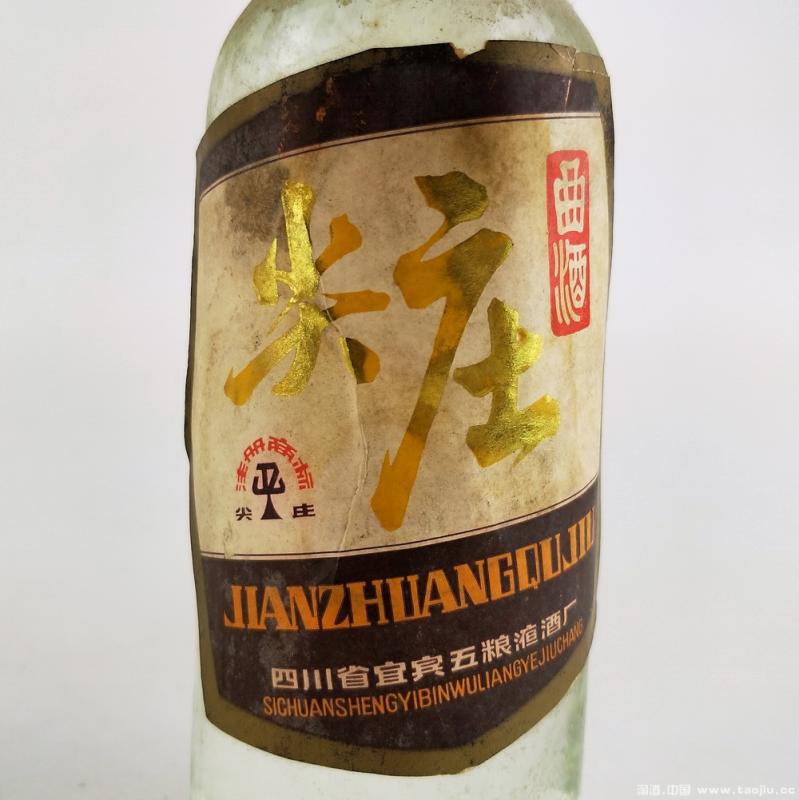 尖庄
曲酒
注册商标
尖 庄
JIANZHUANGQUJIU
四川省宜宾五粮液酒厂
SICHUANSHENGYIBINWULIANGYEJIUCHANG
淘酒.中国 www.taojiu.cc